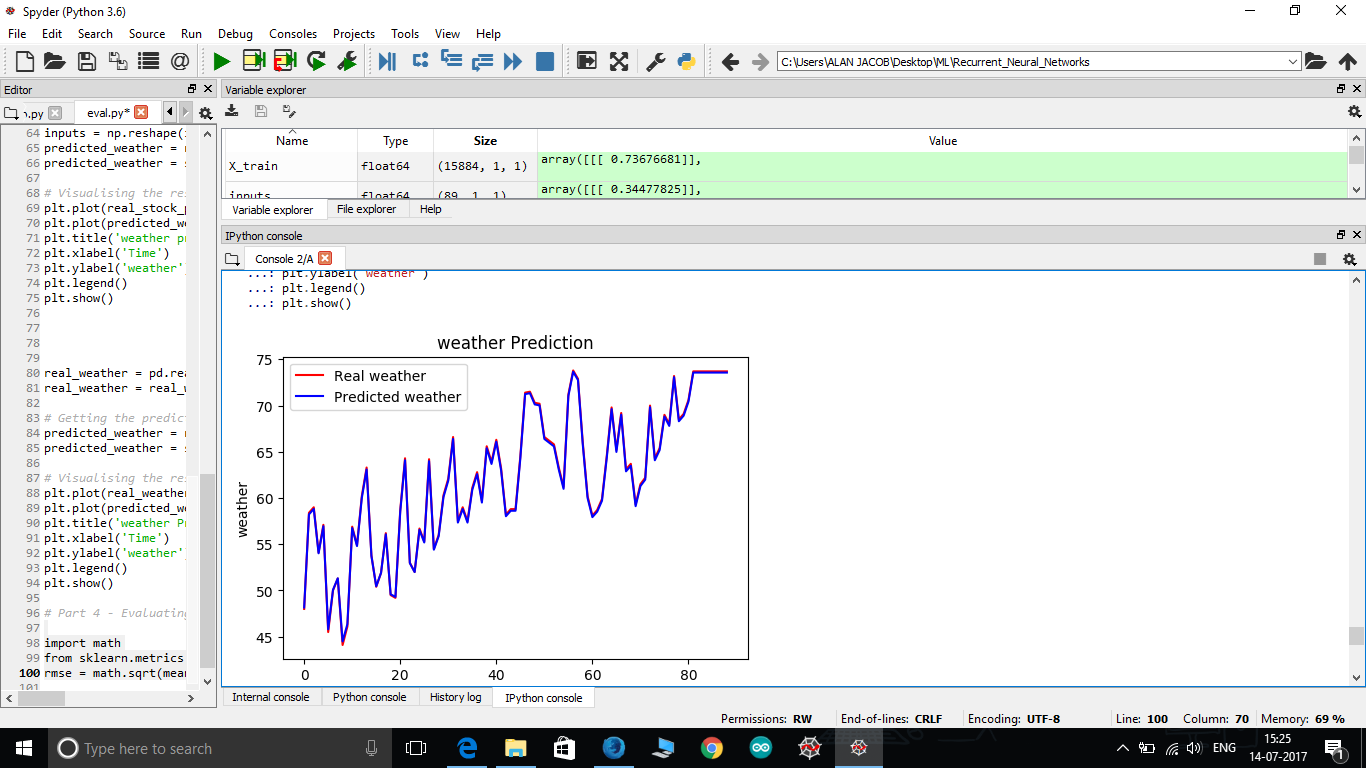 Spyder (Python 3.6)
File Edit Search Source Run Debug Consoles Projects Tools View Help
C:\Users\ALAN JACOB\Desktop\ML\Recurrent_Neural_Networks
Editor
eval.py*
64 inputs = np.reshape(
65 predicted_weather =
66 predicted_weather =
67
68 # Visualising the re
69 plt.plot(real_stock_
70 plt.plot(predicted_w
71 plt.title('weather p
72 plt.xlabel('Time')
73 plt.ylabel('weather'
74 plt.legend()
75 plt.show()
76
77
78
79
80 real_weather = pd.re
81 real_weather = real_
82
83 # Getting the predic
84 predicted_weather =
85 predicted_weather =
86
87 # Visualising the re
88 plt.plot(real_weathe
89 plt.plot(predicted_w
90 plt.title('weather P
91 plt.xlabel('Time')
92 plt.ylabel('weather'
93 plt.legend()
94 plt.show()
95
96 # Part 4 - Evaluating
97
98 import math
99 from sklearn.metrics
100 rmse = math.sqrt(mea
101
Variable explorer
Name Type Size Value
X_train float64 (15884, 1, 1) array([[[ 0.73676681]],
inputs float64 (89, 1, 1) array([[[ 0.34477825]],
Variable explorer File explorer Help
IPython console
Console 2/A
...: plt.ylabel('weather')
...: plt.legend()
...: plt.show()
weather Prediction
Real weather
Predicted weather
weather
75
70
65
60
55
50
45
0 20 40 60 80
Internal console Python console History log IPython console
Permissions: RW End-of-lines: CRLF Encoding: UTF-8 Line: 100 Column: 70 Memory: 69 %
Type here to search
ENG
15:25
14-07-2017
1